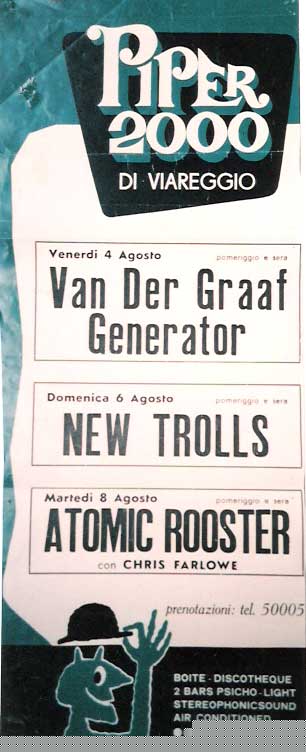 PIPER
2000
DI VIAREGGIO
Venerdi 4 Agosto pomeriggio e sera
Van Der Graaf
Generator
Domenica 6 Agosto pomeriggio e sera
NEW TROLLS
Martedi 8 Agosto pomeriggio e sera
ATOMIC ROOSTER
con CHRIS FARLOWE
prenotazioni: tel. 50005
BOITE - DISCOTHEQUE
2 BARS PSICHO - LIGHT
STEREOPHONICSOUND
AIR CONDITIONED